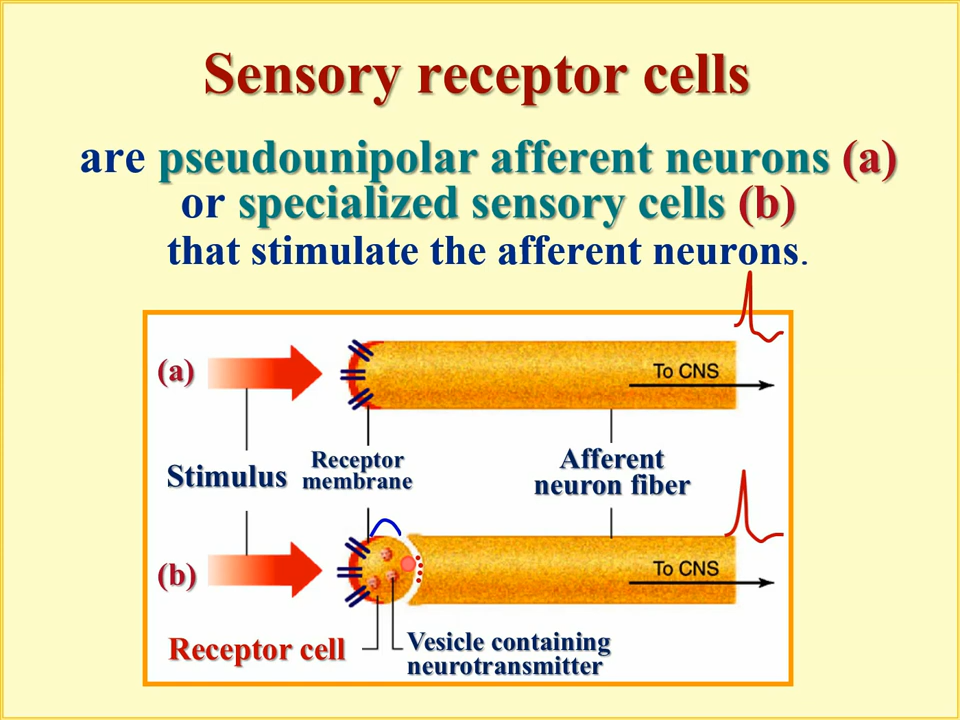 Sensory receptor cells
are pseudounipolar afferent neurons (a)
or specialized sensory cells (b)
that stimulate the afferent neurons.
(a)
To CNS
Stimulus
Receptor
membrane
Afferent
neuron fiber
(b)
To CNS
Receptor cell
Vesicle containing
neurotransmitter